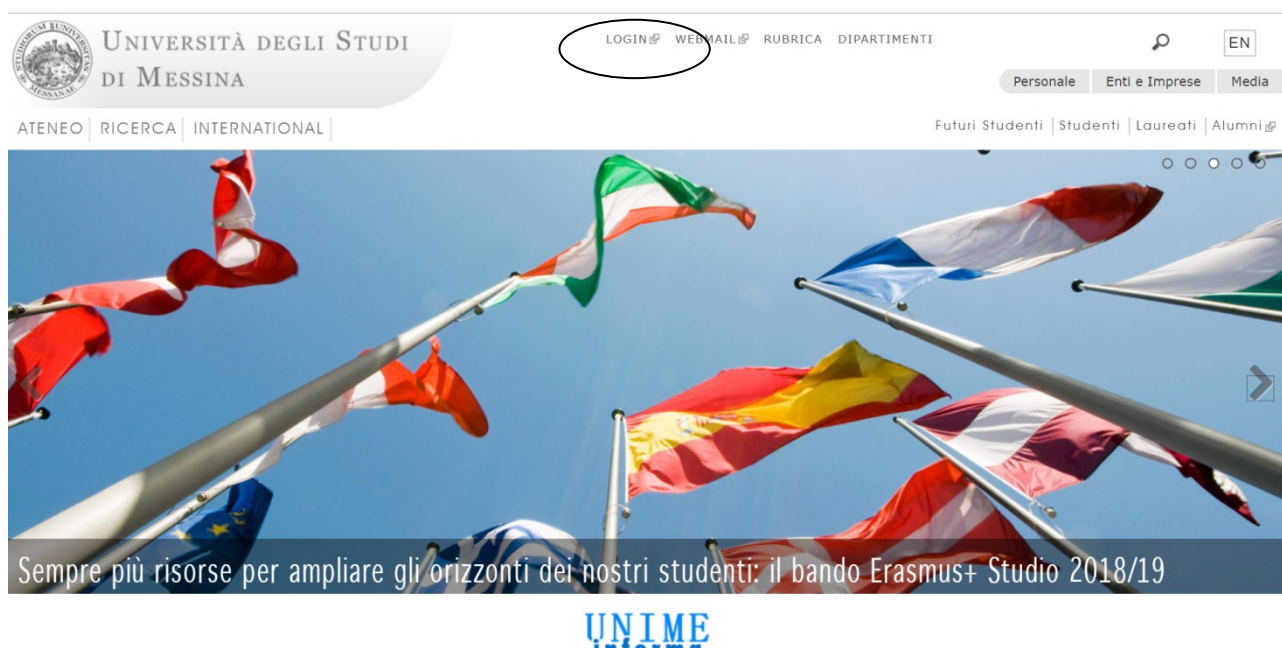 UNIVERSITÀ DEGLI STUDI
DI MESSINA
LOGIN WEBMAIL RUBRICA DIPARTIMENTI
EN
Personale Enti e Imprese Media
ATENEO RICERCA INTERNATIONAL
Futuri Studenti Studenti Laureati Alumni
Sempre più risorse per ampliare gli orizzonti dei nostri studenti: il bando Erasmus+ Studio 2018/19
UNIME
informa